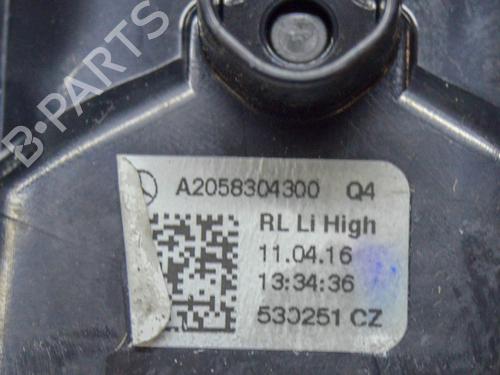 B-PARTS
A2058304300 Q4
RL Li High
11.04.16
13:34:36
530251 CZ